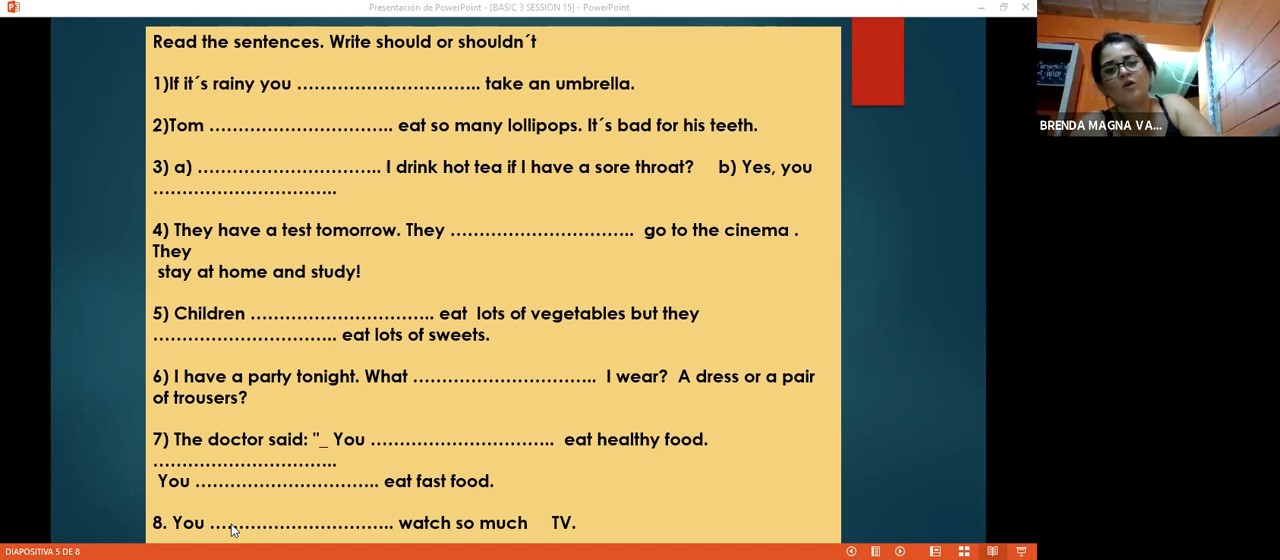 Presentación de PowerPoint - [BASIC 3 SESSION 15] - PowerPoint
Read the sentences. Write should or shouldn´t
1)If it´s rainy you ………………………….. take an umbrella.
2)Tom ………………………….. eat so many lollipops. It´s bad for his teeth.
3) a) ………………………….. I drink hot tea if I have a sore throat? b) Yes, you
…………………………..
4) They have a test tomorrow. They ………………………….. go to the cinema .
They
stay at home and study!
5) Children ………………………….. eat lots of vegetables but they
………………………….. eat lots of sweets.
6) I have a party tonight. What ………………………….. I wear? A dress or a pair
of trousers?
7) The doctor said: "_ You ………………………….. eat healthy food.
…………………………..
You ………………………….. eat fast food.
8. You ………………………….. watch so much TV.
BRENDA MAGNA VA...
DIAPOSITIVA 5 DE 8